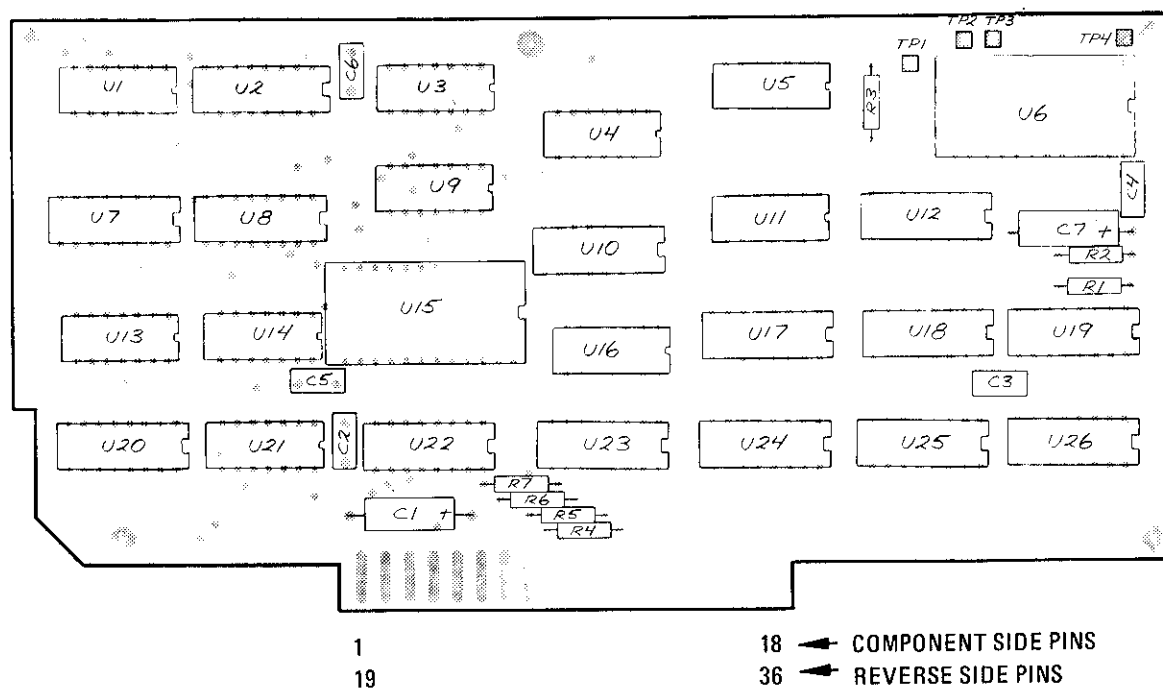 TP2 TP3
TP1 TP4
U1 U2 C6 U3 U5 R3 U6
U4
U9 C4
U7 U8 U11 U12 C7 +
U10 R2
R1
U15
U13 U14 U16 U17 U18 U19
C5 C3
U20 U21 C2 U22 U23 U24 U25 U26
R7
R6
C1 + R5
R4
1 18 COMPONENT SIDE PINS
19 36 REVERSE SIDE PINS